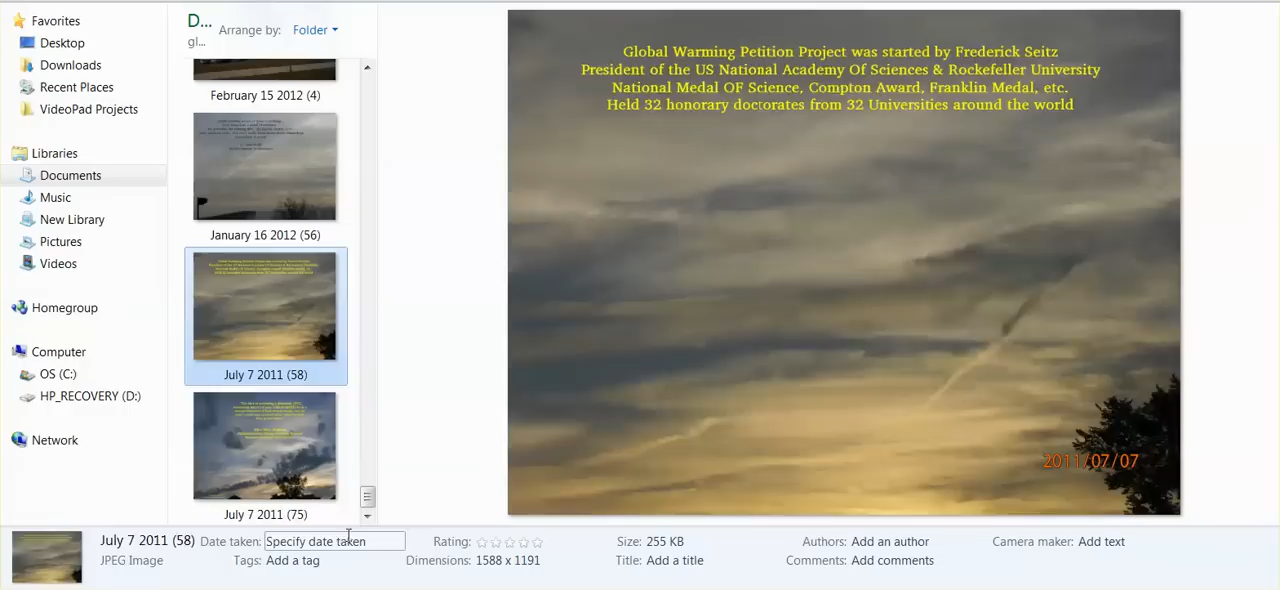 Favorites
Desktop
Downloads
Recent Places
VideoPad Projects
Libraries
Documents
Music
New Library
Pictures
Videos
Homegroup
Computer
OS (C:)
HP_RECOVERY (D:)
Network
D...
gl...
Arrange by: Folder
February 15 2012 (4)
January 16 2012 (56)
July 7 2011 (58)
July 7 2011 (75)
Global Warming Petition Project was started by Frederick Seitz
President of the US National Academy Of Sciences & Rockefeller University
National Medal OF Science, Compton Award, Franklin Medal, etc.
Held 32 honorary doctorates from 32 Universities around the world
2011/07/07
July 7 2011 (58) Date taken: Specify date taken Rating: Size: 255 KB Authors: Add an author Camera maker: Add text
JPEG Image Tags: Add a tag Dimensions: 1588 x 1191 Title: Add a title Comments: Add comments